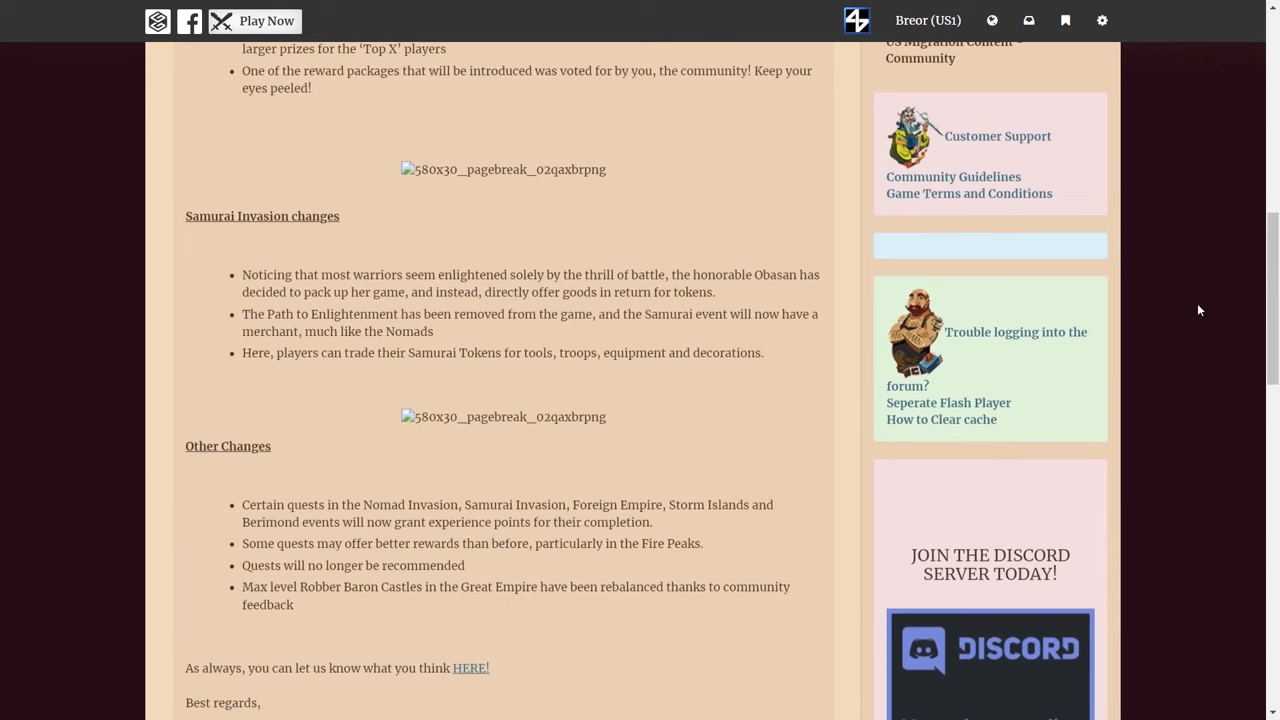 Play Now
Breor (US1)
larger prizes for the ‘Top X’ players
One of the reward packages that will be introduced was voted for by you, the community! Keep your
eyes peeled!
580x30_pagebreak_02qaxbrpng
Samurai Invasion changes
Noticing that most warriors seem enlightened solely by the thrill of battle, the honorable Obasan has
decided to pack up her game, and instead, directly offer goods in return for tokens.
The Path to Enlightenment has been removed from the game, and the Samurai event will now have a
merchant, much like the Nomads
Here, players can trade their Samurai Tokens for tools, troops, equipment and decorations.
580x30_pagebreak_02qaxbrpng
Other Changes
Certain quests in the Nomad Invasion, Samurai Invasion, Foreign Empire, Storm Islands and
Berimond events will now grant experience points for their completion.
Some quests may offer better rewards than before, particularly in the Fire Peaks.
Quests will no longer be recommended
Max level Robber Baron Castles in the Great Empire have been rebalanced thanks to community
feedback
As always, you can let us know what you think HERE!
Best regards,
US Migration Content -
Community
Customer Support
Community Guidelines
Game Terms and Conditions
Trouble logging into the
forum?
Seperate Flash Player
How to Clear cache
JOIN THE DISCORD
SERVER TODAY!
DISCORD